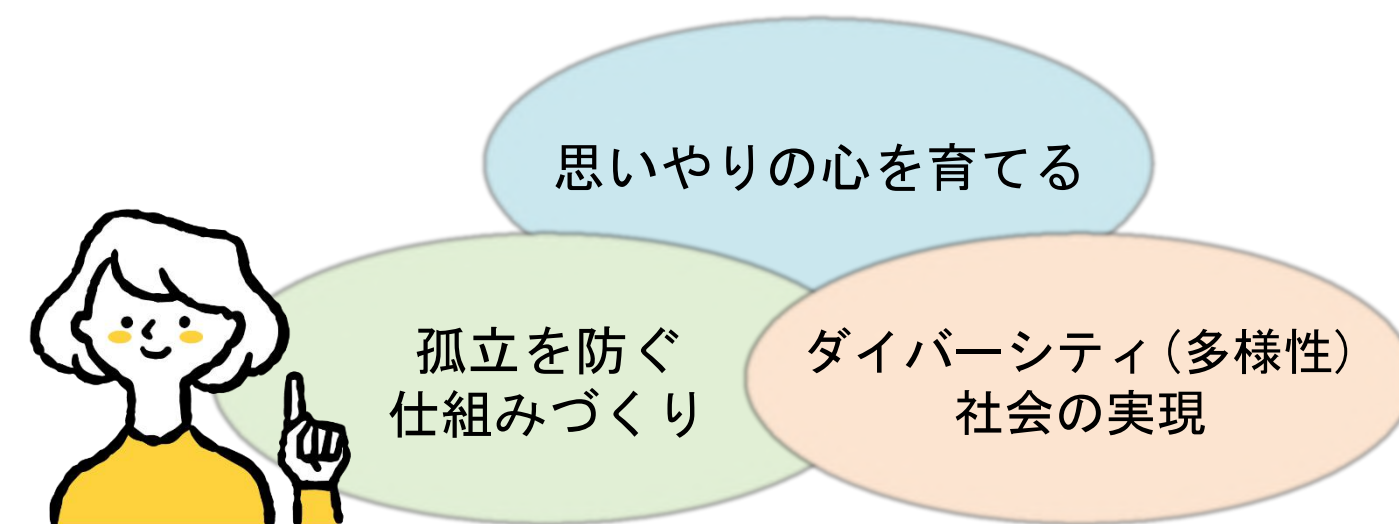 思いやりの心を育てる
孤立を防ぐ
仕組みづくり
ダイバーシティ(多様性)
社会の実現